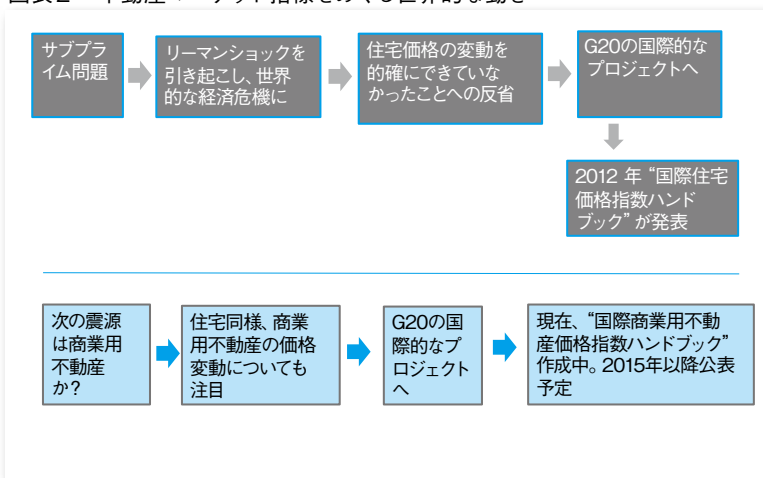 サブプラ
イム問題
リーマンショックを
引き起こし、世界
的な経済危機に
住宅価格の変動を
的確にできていな
かったことへの反省
G20の国際的な
プロジェクトへ
2012 年 “国際住宅
価格指数ハンド
ブック” が発表
次の震源
は商業用
不動産
か?
住宅同様、商業
用不動産の価格
変動についても
注目
G20の国
際的なプ
ロジェクト
へ
現在、“国際商業用不動
産価格指数ハンドブック”
作成中。2015年以降公表
予定